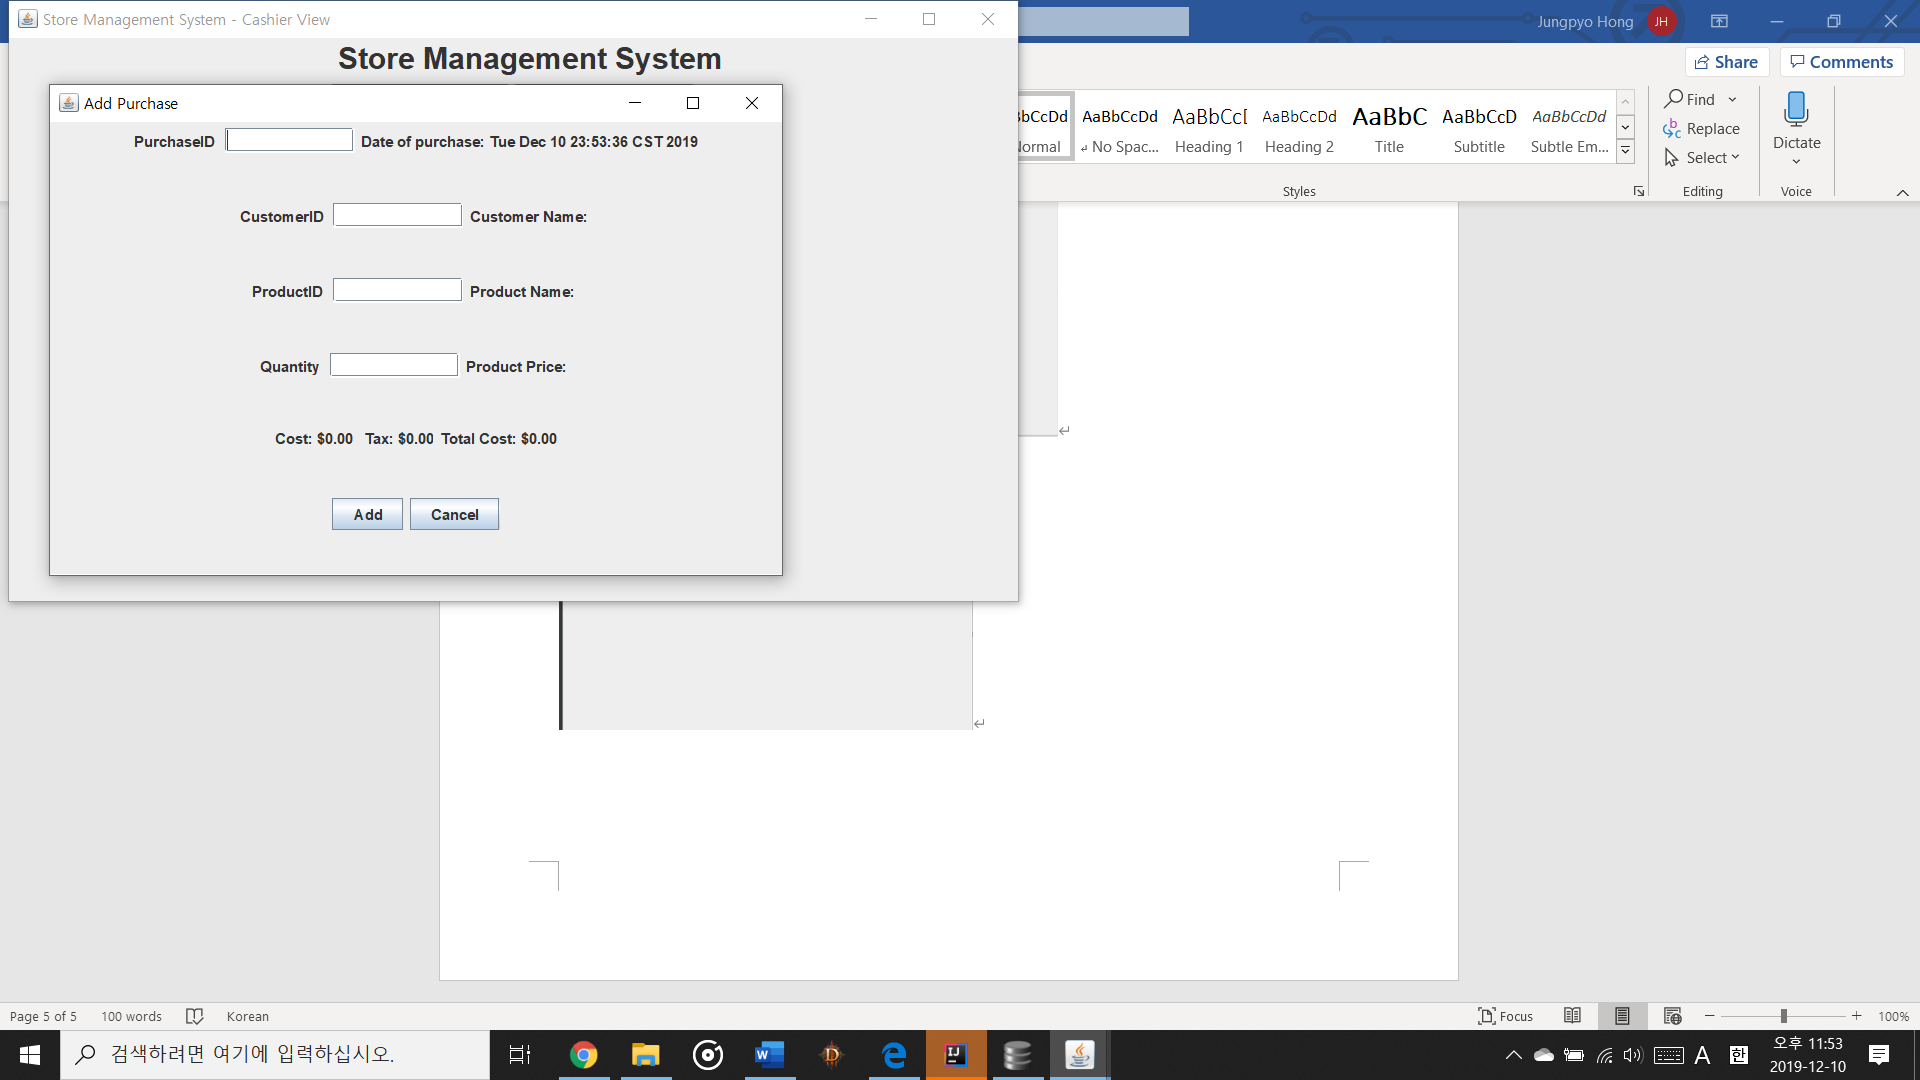 Store Management System - Cashier View
Store Management System
Add Purchase
PurchaseID
Date of purchase: Tue Dec 10 23:53:36 CST 2019
CustomerID
Customer Name:
ProductID
Product Name:
Quantity
Product Price:
Cost: $0.00 Tax: $0.00 Total Cost: $0.00
Add
Cancel
Jungpyo Hong
JH
Share
Comments
AaBbCcDd
AaBbCcDd
AaBbCcDd
AaBbC
AaBbCcD
AaBbCcDd
No Spac...
Heading 1
Heading 2
Title
Subtitle
Subtle Em...
Styles
Find
Replace
Select
Editing
Dictate
Voice
Page 5 of 5
100 words
Korean
Focus
100%
검색하려면 여기에 입력하십시오.
A
한
오후 11:53
2019-12-10